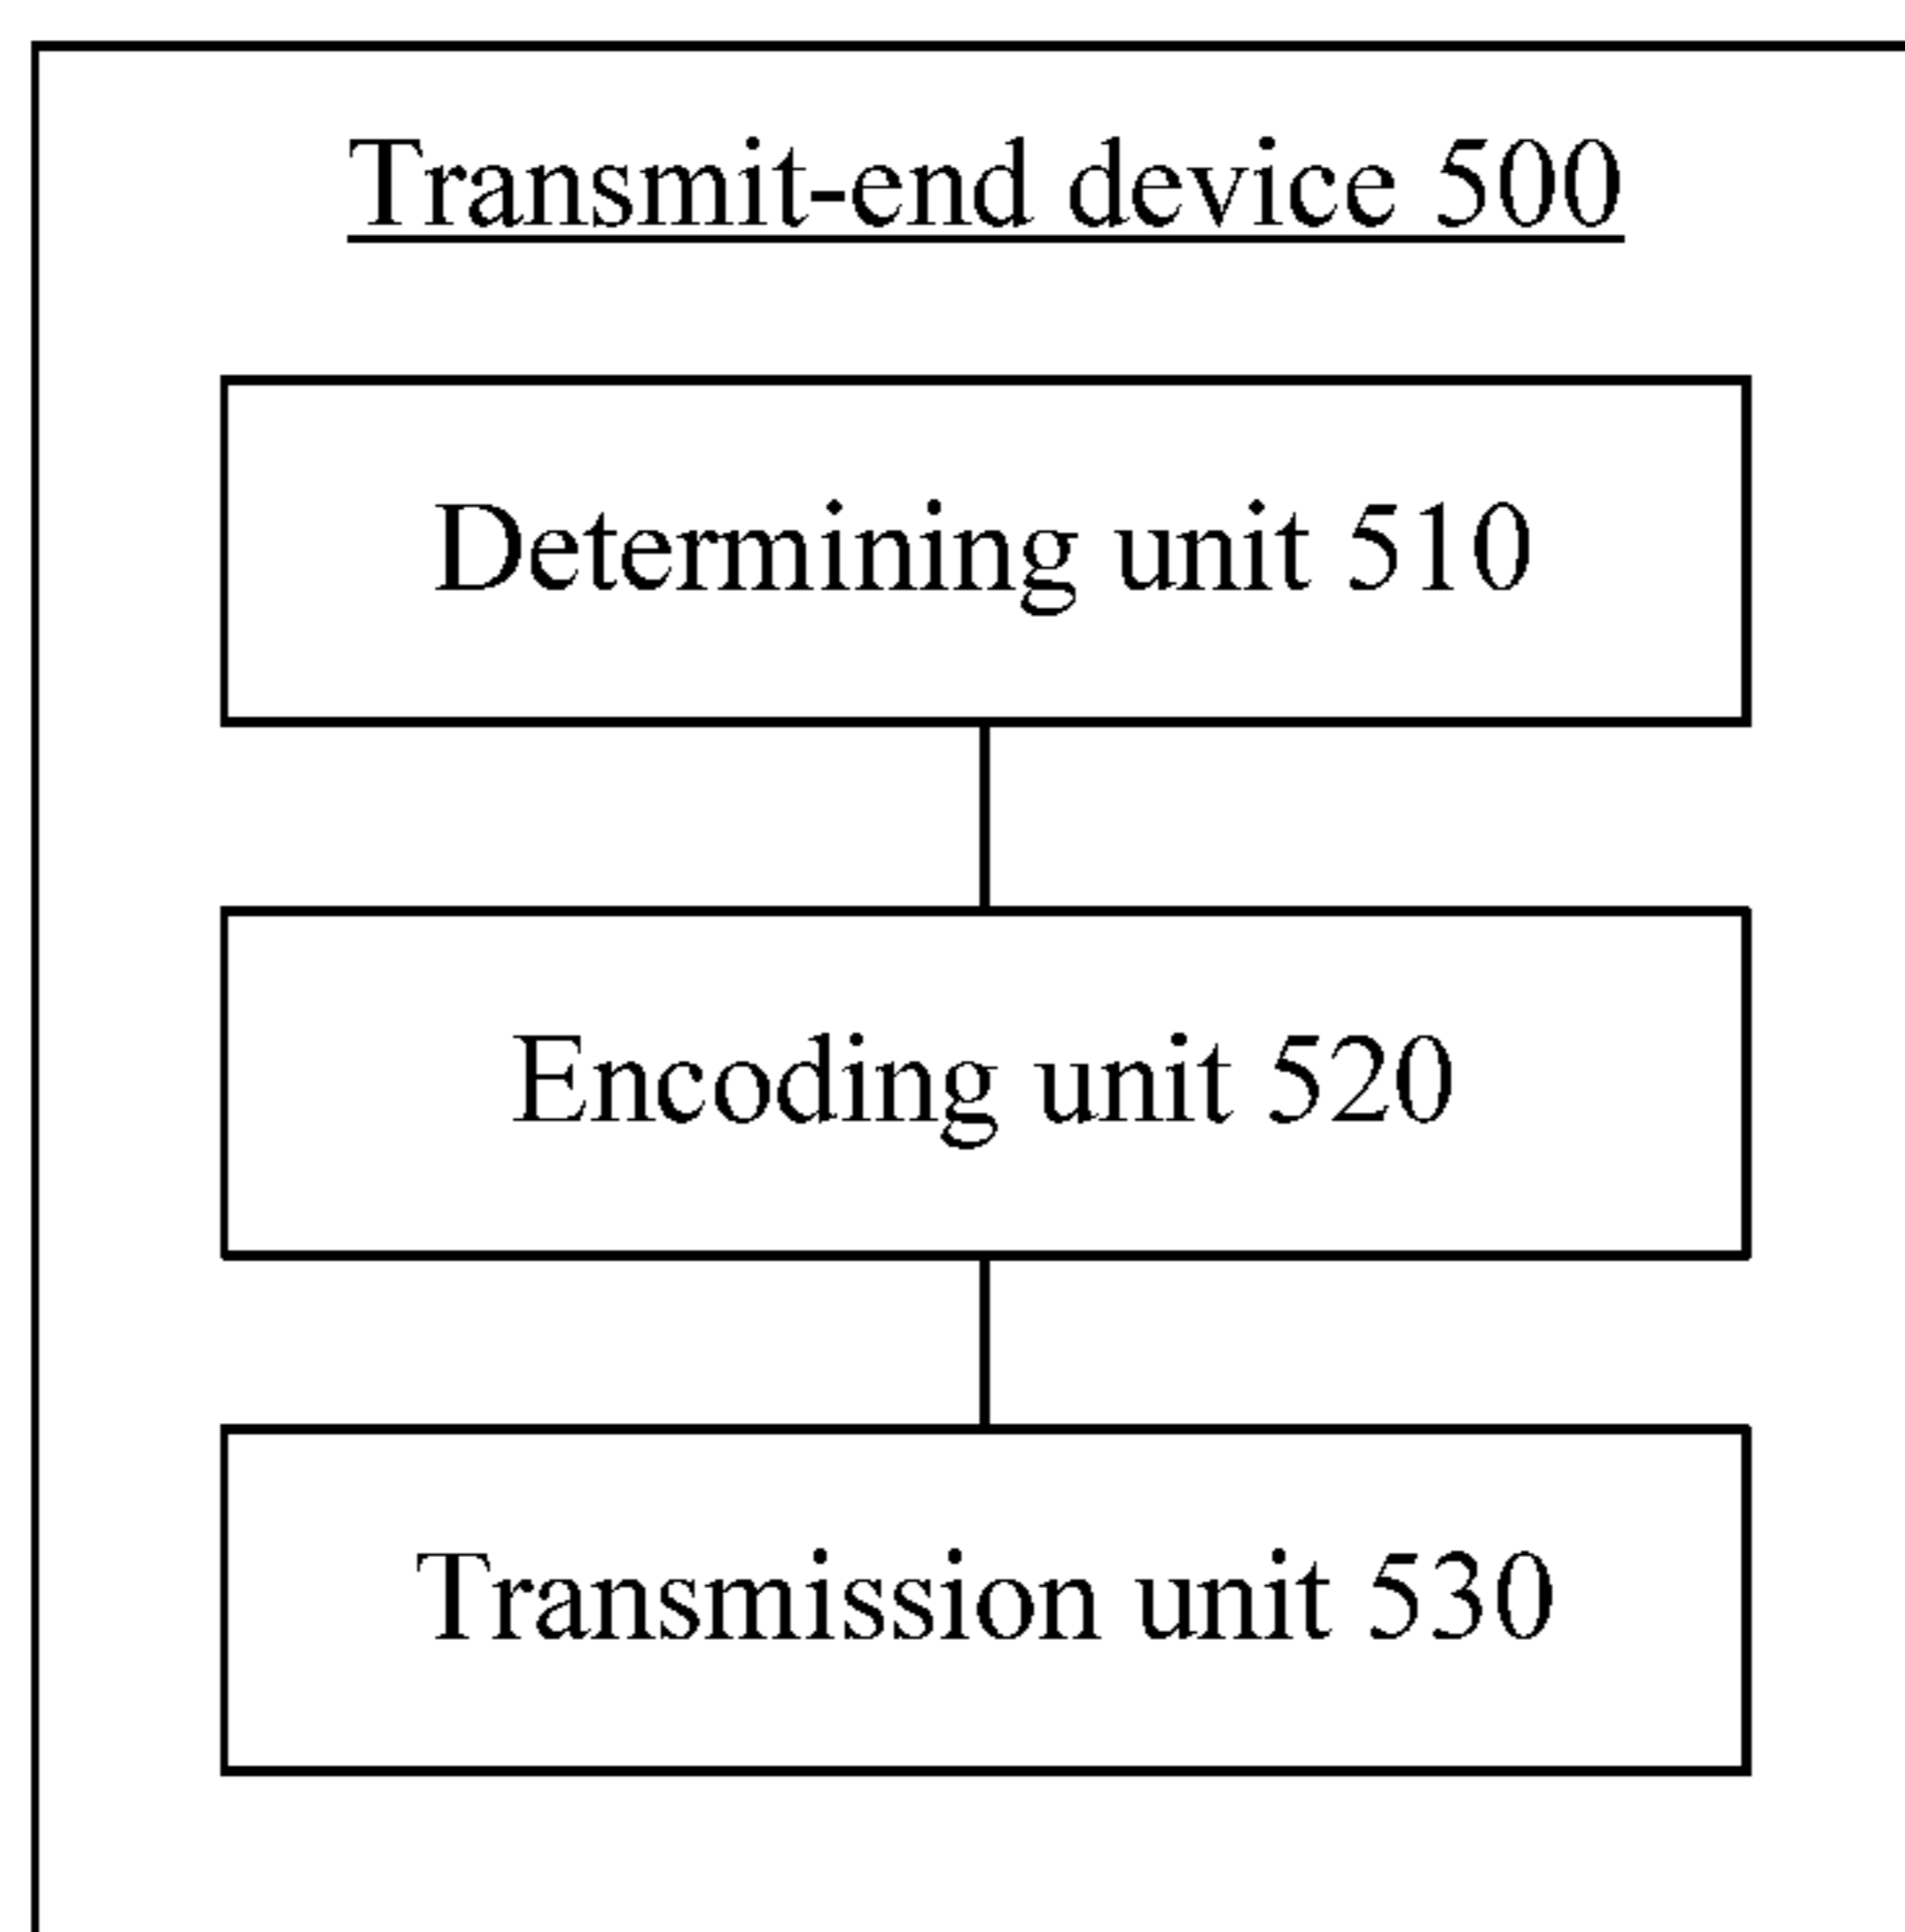 Transmit-end device 500
Determining unit 510
Encoding unit 520
Transmission unit 530